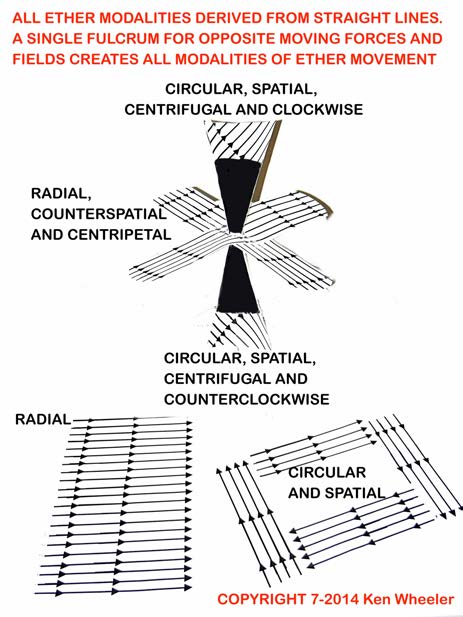 ALL ETHER MODALITIES DERIVED FROM STRAIGHT LINES.
A SINGLE FULCRUM FOR OPPOSITE MOVING FORCES AND
FIELDS CREATES ALL MODALITIES OF ETHER MOVEMENT
CIRCULAR, SPATIAL,
CENTRIFUGAL AND CLOCKWISE
RADIAL,
COUNTERSPATIAL
AND CENTRIPETAL
CIRCULAR, SPATIAL,
CENTRIFUGAL AND
COUNTERCLOCKWISE
RADIAL
CIRCULAR
AND SPATIAL
COPYRIGHT 7-2014 Ken Wheeler